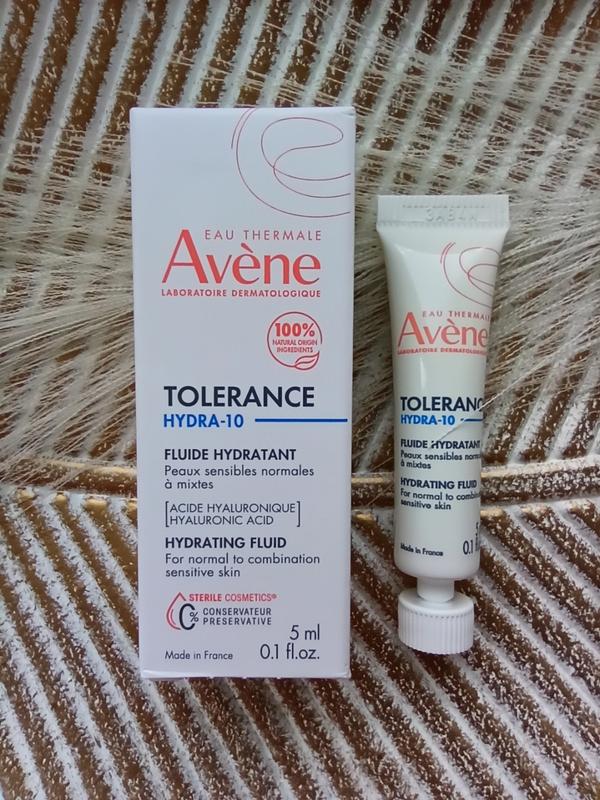 EAU THERMALE
Avène
LABORATOIRE DERMATOLOGIQUE
100%
NATURAL ORIGIN
INGREDIENTS
TOLERANCE
HYDRA-10
FLUIDE HYDRATANT
Peaux sensibles normales
à mixtes
[ACIDE HYALURONIQUE
HYALURONIC ACID]
HYDRATING FLUID
For normal to combination
sensitive skin
STERILE COSMETICS®
0% CONSERVATEUR
PRESERVATIVE
5 ml
Made in France 0.1 fl.oz.
EAU THERMALE
Avène
LABORATOIRE DERMATOLOGIQUE
TOLERANC
HYDRA-10
FLUIDE HYDRATANT
Peaux sensibles norma
à mixtes
HYDRATING FLUID
For normal to combina
sensitive skin
5
Made in France 0.1 fl